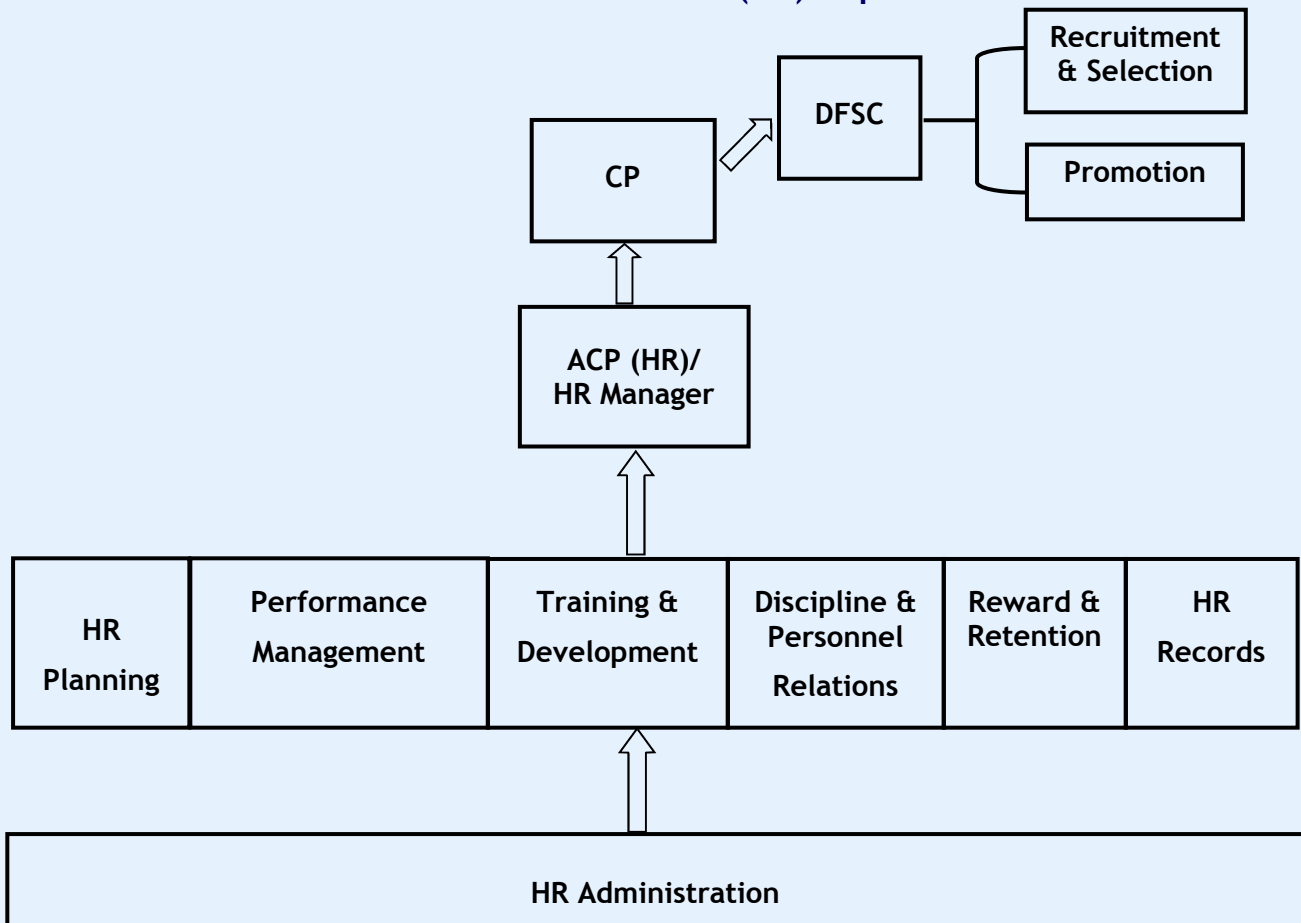 Recruitment
& Selection
DFSC
CP
Promotion
ACP (HR)/
HR Manager
HR
Planning
Performance
Management
Training &
Development
Discipline &
Personnel
Relations
Reward &
Retention
HR
Records
HR Administration